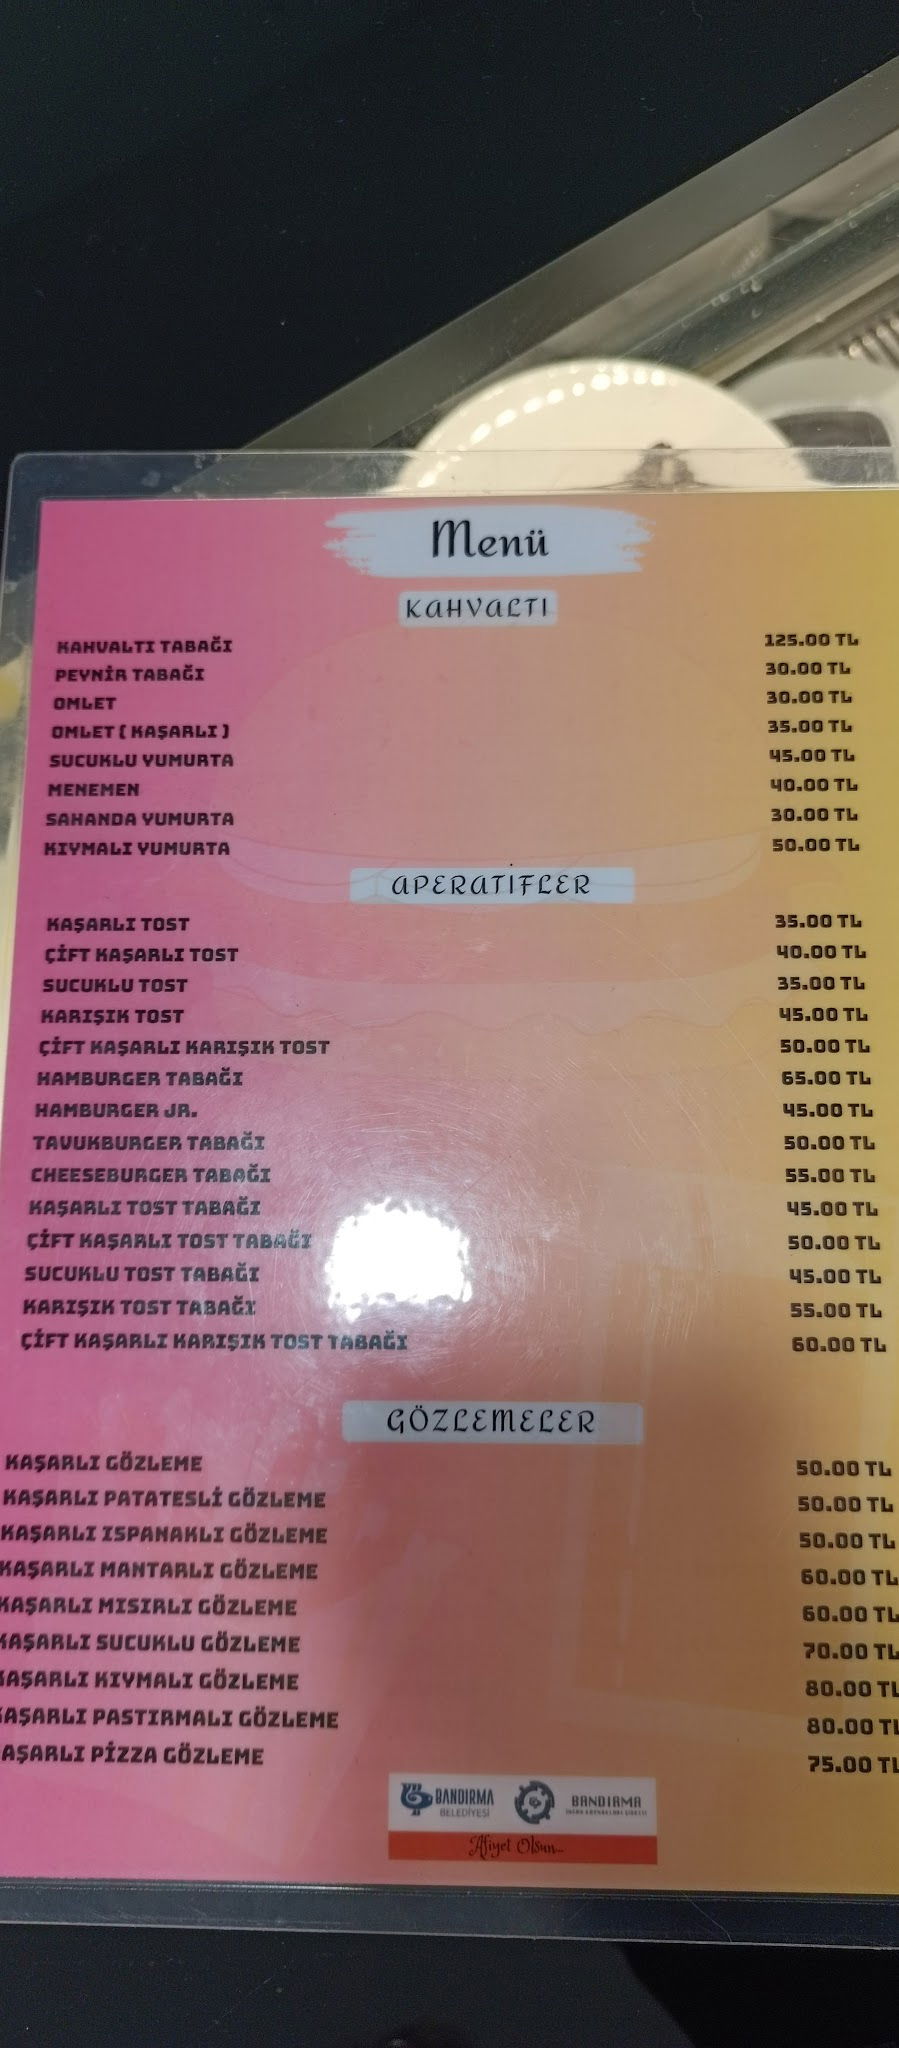 Menü
KAHVALTI
KAHVALTI TABAĞI 125.00 TL
PEYNİR TABAĞI 30.00 TL
OMLET 30.00 TL
OMLET ( KAŞARLI ) 35.00 TL
SUCUKLU YUMURTA 45.00 TL
MENEMEN 40.00 TL
SAHANDA YUMURTA 30.00 TL
KIYMALI YUMURTA 50.00 TL
APERATİFLER
KAŞARLI TOST 35.00 TL
ÇİFT KAŞARLI TOST 40.00 TL
SUCUKLU TOST 35.00 TL
KARIŞIK TOST 45.00 TL
ÇİFT KAŞARLI KARIŞIK TOST 50.00 TL
HAMBURGER TABAĞI 65.00 TL
HAMBURGER JR. 45.00 TL
TAVUKBURGER TABAĞI 50.00 TL
CHEESEBURGER TABAĞI 55.00 TL
KAŞARLI TOST TABAĞI 45.00 TL
ÇİFT KAŞARLI TOST TABAĞI 50.00 TL
SUCUKLU TOST TABAĞI 45.00 TL
KARIŞIK TOST TABAĞI 55.00 TL
ÇİFT KAŞARLI KARIŞIK TOST TABAĞI 60.00 TL
GÖZLEMELER
KAŞARLI GÖZLEME 50.00 TL
KAŞARLI PATATESLİ GÖZLEME 50.00 TL
KAŞARLI ISPANAKLI GÖZLEME 50.00 TL
KAŞARLI MANTARLI GÖZLEME 60.00 TL
KAŞARLI MISIRLI GÖZLEME 60.00 TL
KAŞARLI SUCUKLU GÖZLEME 70.00 TL
KAŞARLI KIYMALI GÖZLEME 80.00 TL
KAŞARLI PASTIRMALI GÖZLEME 80.00 TL
AŞARLI PİZZA GÖZLEME 75.00 TL
BANDIRMA
BELEDİYESİ
BANDIRMA
Afiyet Olsun...